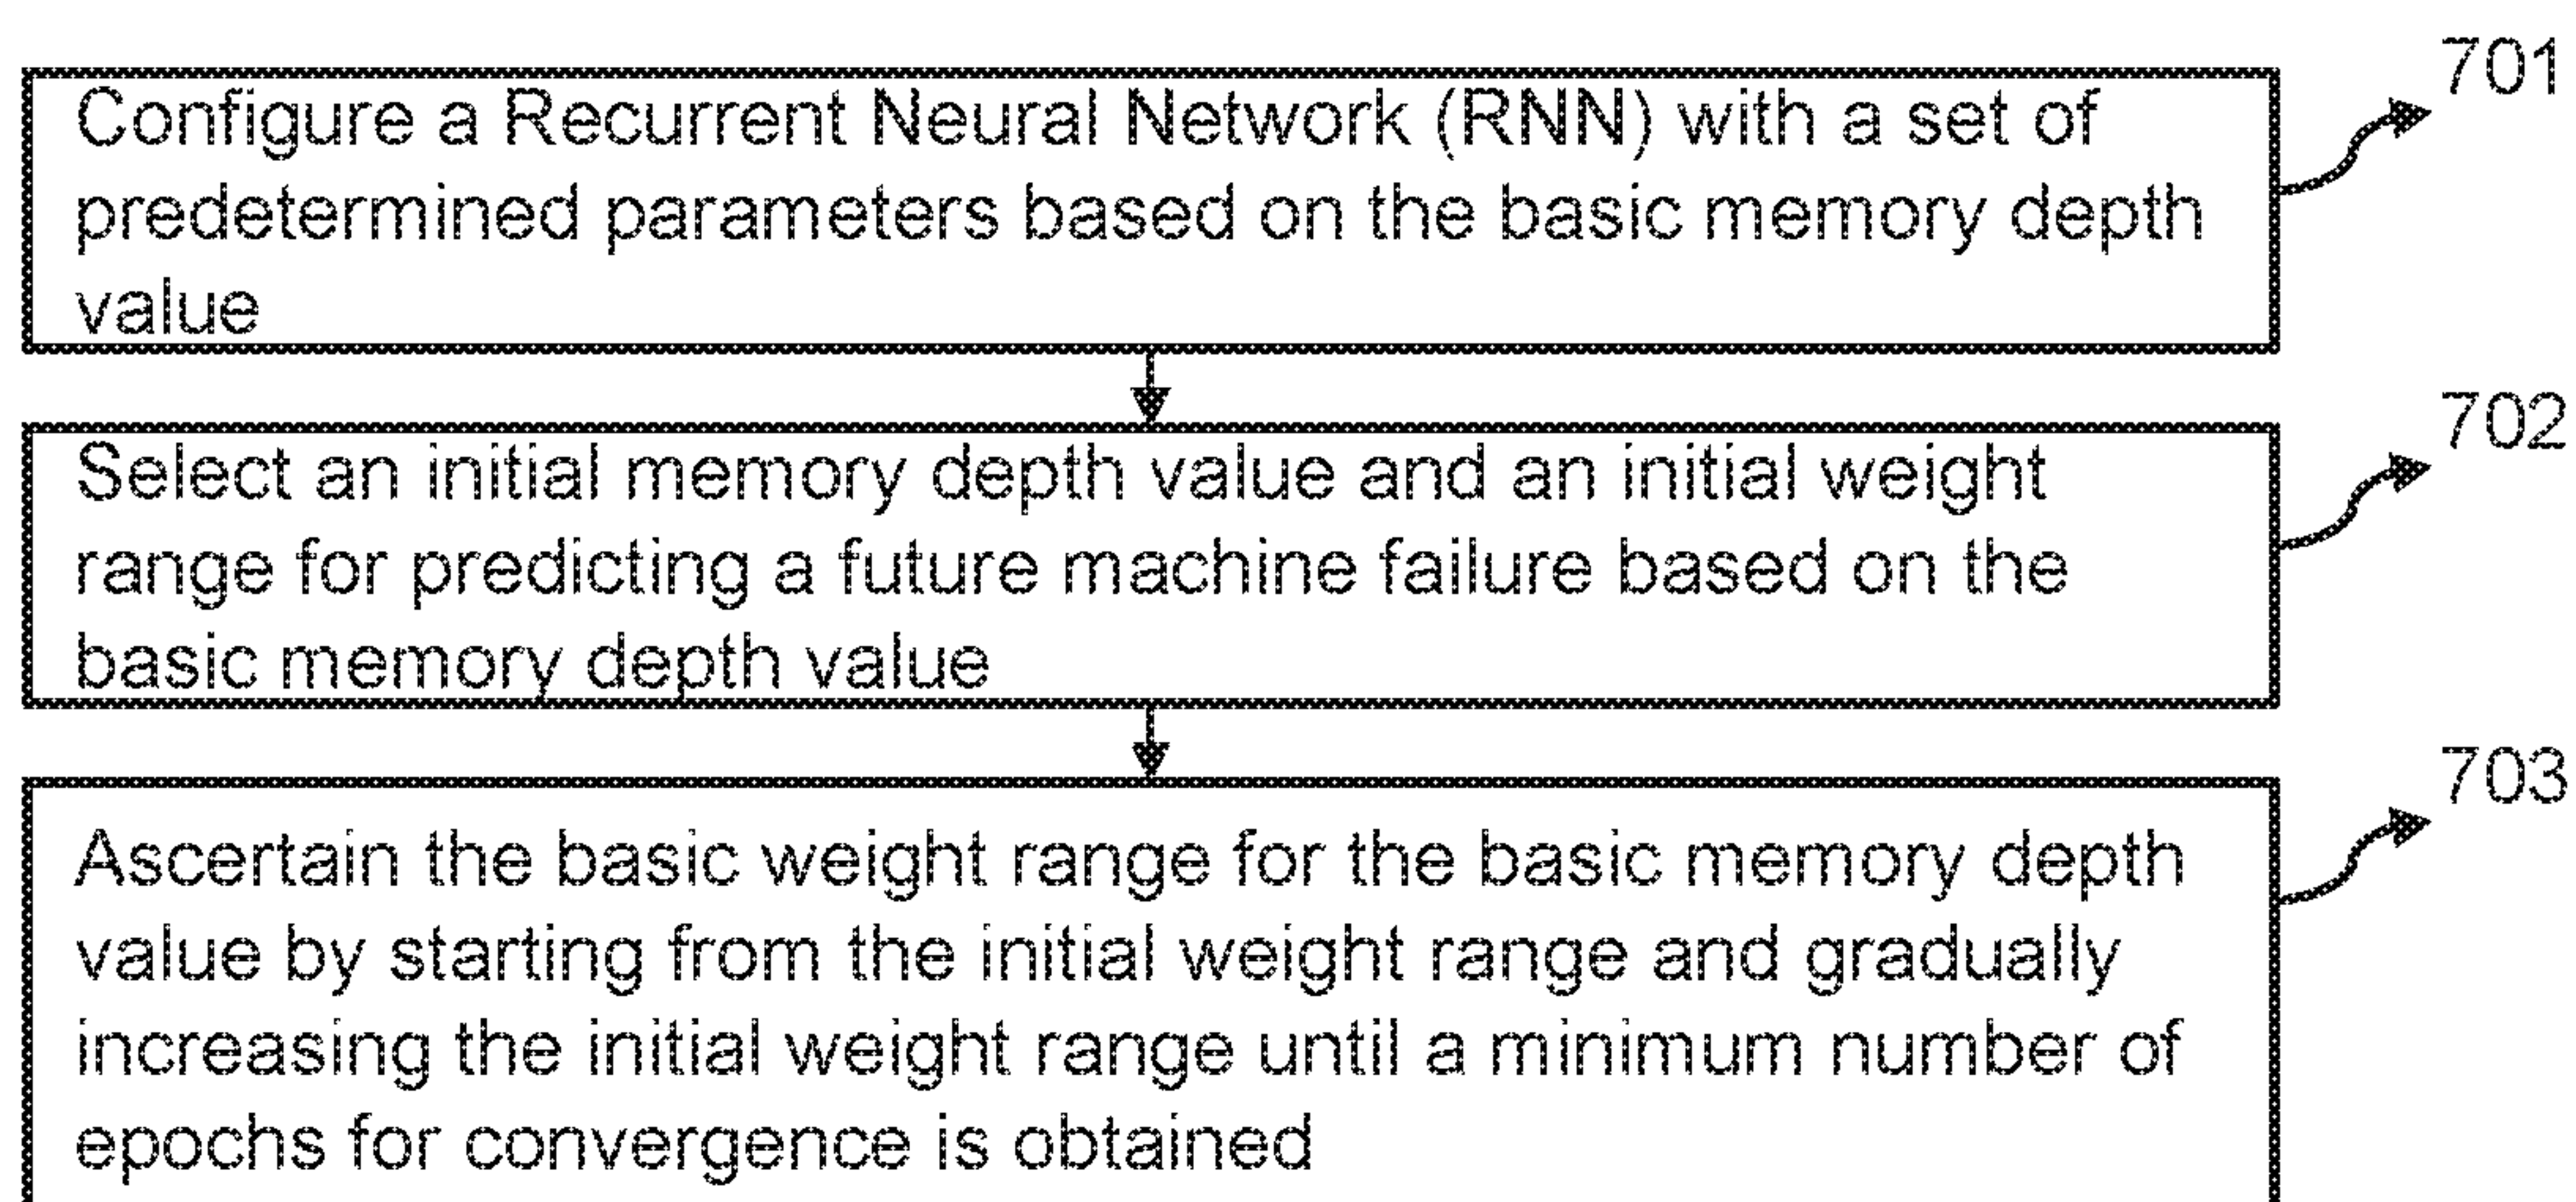 701
Configure a Recurrent Neural Network (RNN) with a set of
predetermined parameters based on the basic memory depth
value
702
Select an initial memory depth value and an initial weight
range for predicting a future machine failure based on the
basic memory depth value
703
Ascertain the basic weight range for the basic memory depth
value by starting from the initial weight range and gradually
increasing the initial weight range until a minimum number of
epochs for convergence is obtained